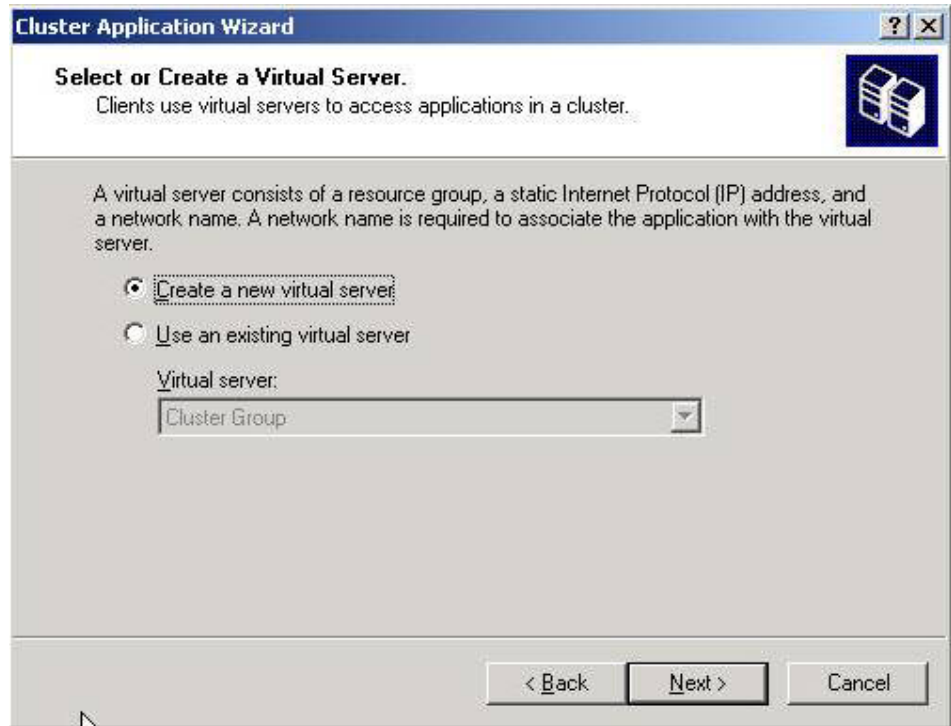 Cluster Application Wizard
Select or Create a Virtual Server.
Clients use virtual servers to access applications in a cluster.
A virtual server consists of a resource group, a static Internet Protocol (IP) address, and
a network name. A network name is required to associate the application with the virtual
server.
Create a new virtual server
Use an existing virtual server
Virtual server:
Cluster Group
< Back Next > Cancel